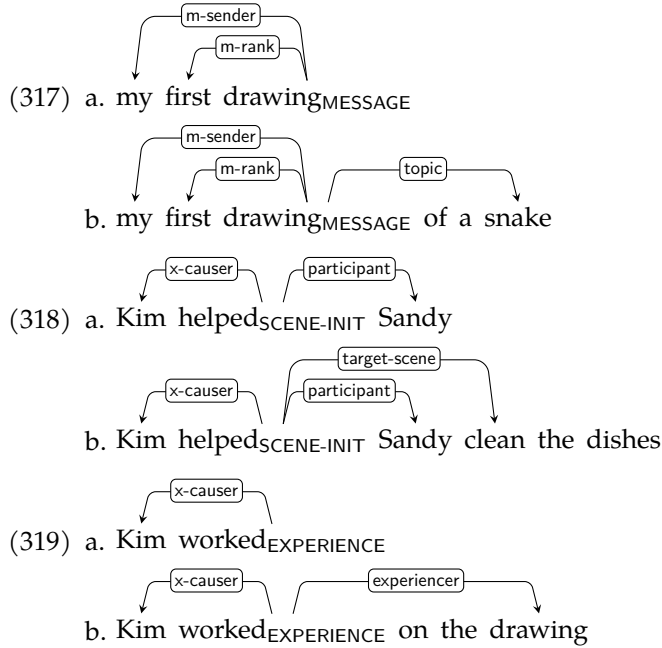 m-sender
m-rank
(317) a. my first drawingMESSAGE
m-sender
m-rank
topic
b. my first drawingMESSAGE of a snake
x-causer
participant
(318) a. Kim helpedSCENE-INIT Sandy
target-scene
x-causer
participant
b. Kim helpedSCENE-INIT Sandy clean the dishes
x-causer
(319) a. Kim workedEXPERIENCE
x-causer
experiencer
b. Kim workedEXPERIENCE on the drawing